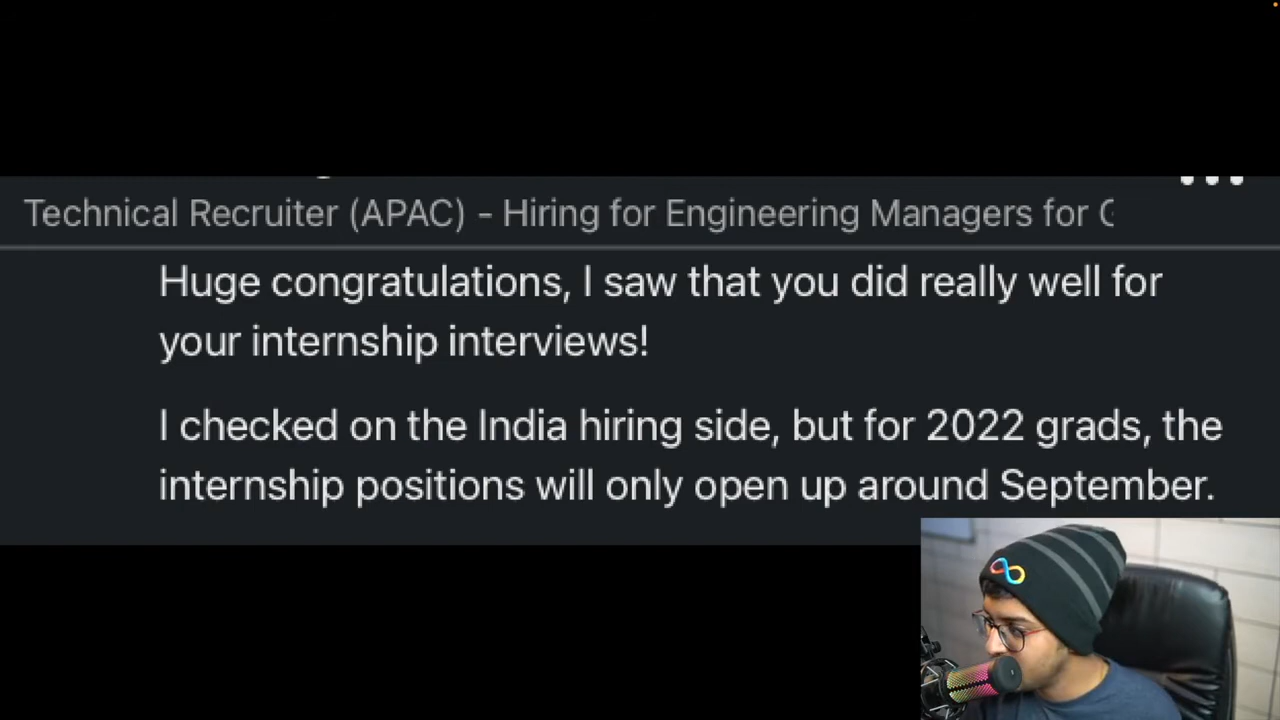 Technical Recruiter (APAC) - Hiring for Engineering Managers for
Huge congratulations, I saw that you did really well for
your internship interviews!
I checked on the India hiring side, but for 2022 grads, the
internship positions will only open up around September.